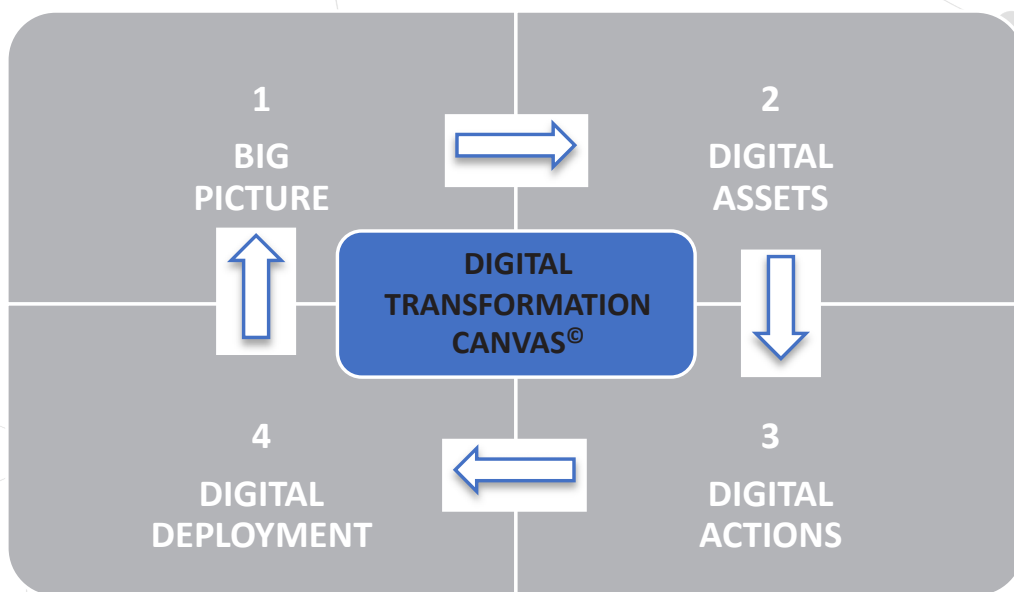 1
BIG
PICTURE
2
DIGITAL
ASSETS
DIGITAL
TRANSFORMATION
CANVAS©
4
DIGITAL
DEPLOYMENT
3
DIGITAL
ACTIONS